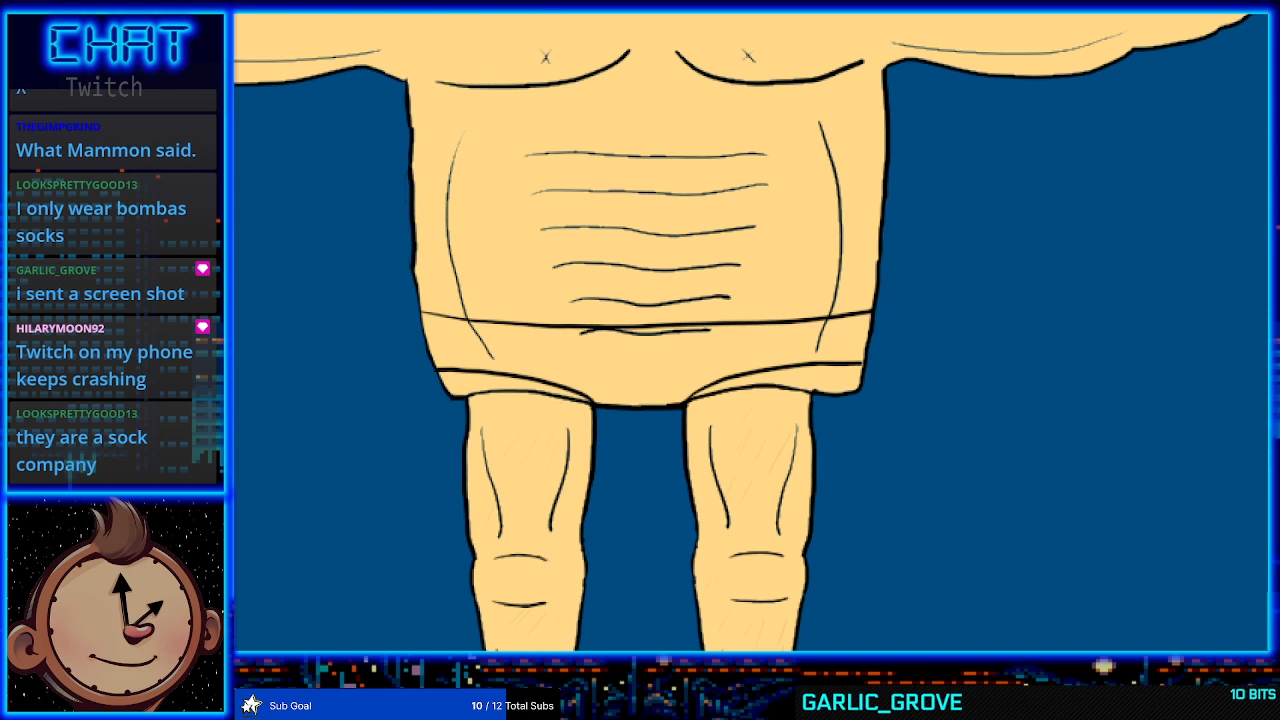 CHAT
Twitch
^
THEGIMPGRIND
What Mammon said.
LOOKSPRETTYGOOD13
I only wear bombas
socks
GARLIC_GROVE
i sent a screen shot
HILARYMOON92
Twitch on my phone
keeps crashing
LOOKSPRETTYGOOD13
they are a sock
company
Sub Goal
10 / 12 Total Subs
GARLIC_GROVE
10 BITS